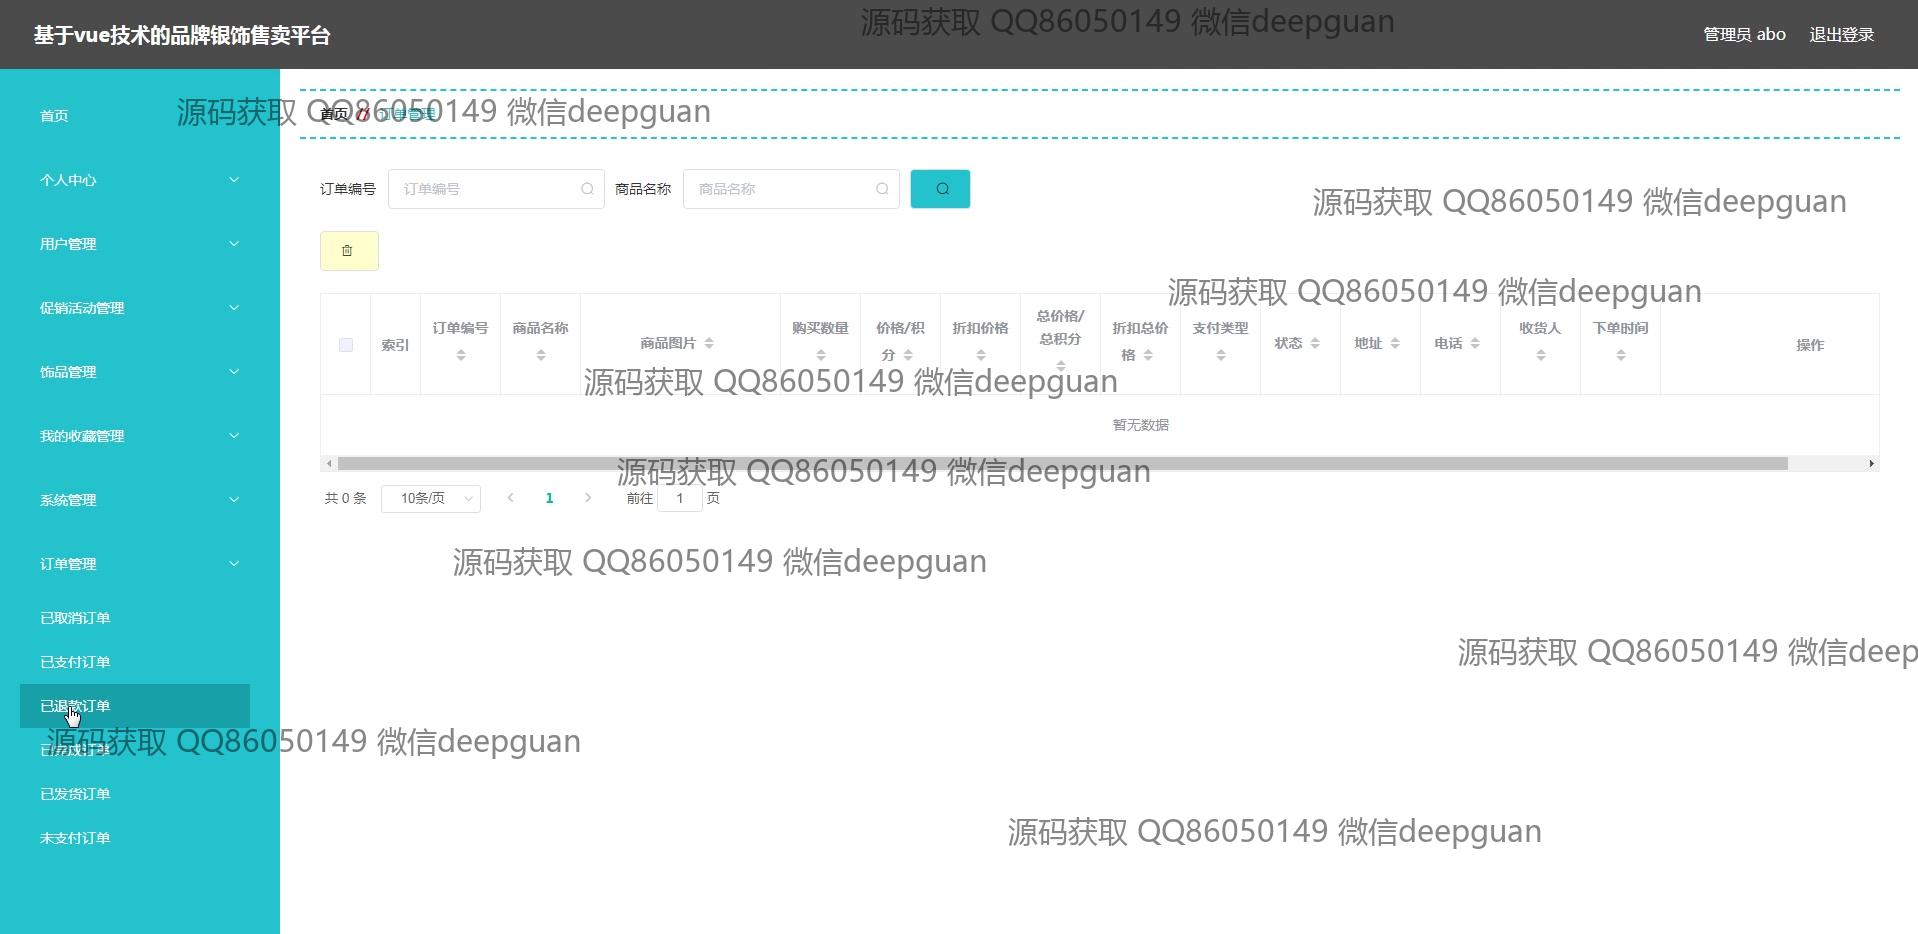 基于vue技术的品牌银饰售卖平台
管理员 abo
退出登录
源码获取 QQ86050149 微信deepguan
首页
个人中心
用户管理
促销活动管理
饰品管理
我的收藏管理
系统管理
订单管理
已取消订单
已支付订单
已退款订单
已完成订单
已发货订单
未支付订单
源码获取 QQ86050149 微信deepguan
首页 // 订单管理
订单编号 订单编号 商品名称 商品名称
源码获取 QQ86050149 微信deepguan
源码获取 QQ86050149 微信deepguan
索引
订单编号
商品名称
商品图片
购买数量
价格/积
分
折扣价格
总价格/
总积分
折扣总价
格
支付类型
状态
地址
电话
收货人
下单时间
操作
源码获取 QQ86050149 微信deepguan
暂无数据
源码获取 QQ86050149 微信deepguan
共 0 条 10条/页 1 前往 1 页
源码获取 QQ86050149 微信deepguan
源码获取 QQ86050149 微信deep
源码获取 QQ86050149 微信deepguan
源码获取 QQ86050149 微信deepguan